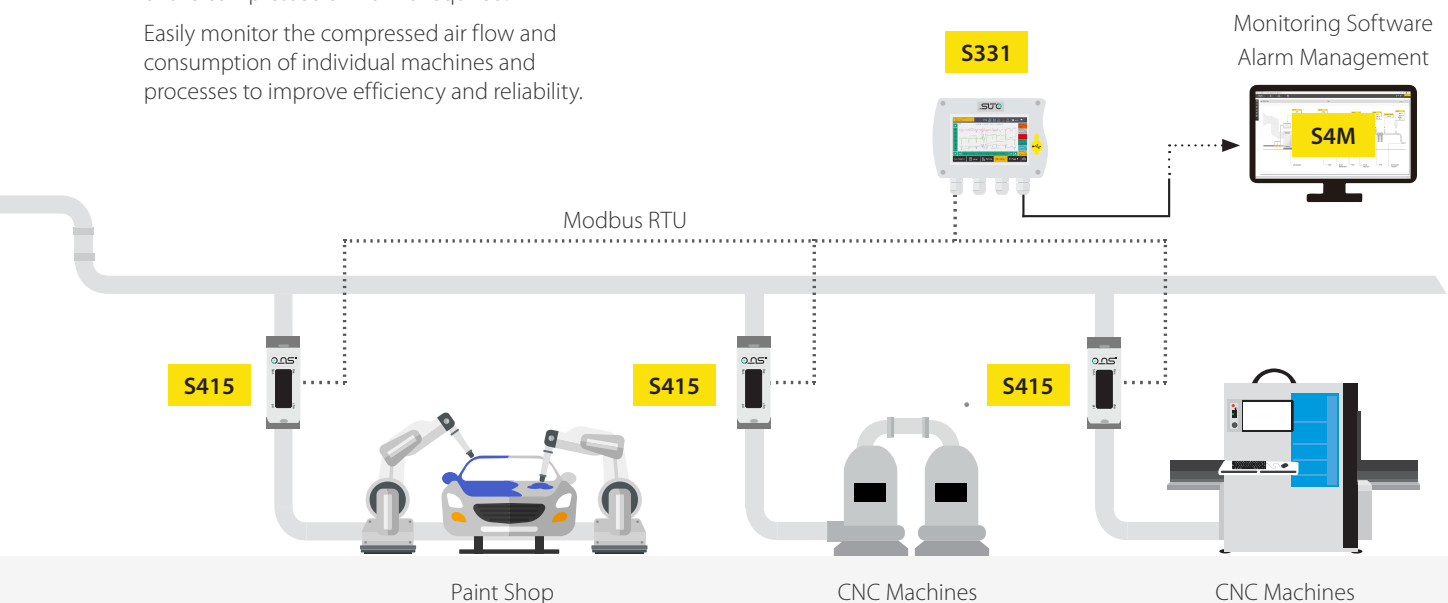 Easily monitor the compressed air flow and
consumption of individual machines and
processes to improve efficiency and reliability.
Monitoring Software
Alarm Management
S331
SUTO
S4M
Modbus RTU
S415
S415
S415
Paint Shop
CNC Machines
CNC Machines